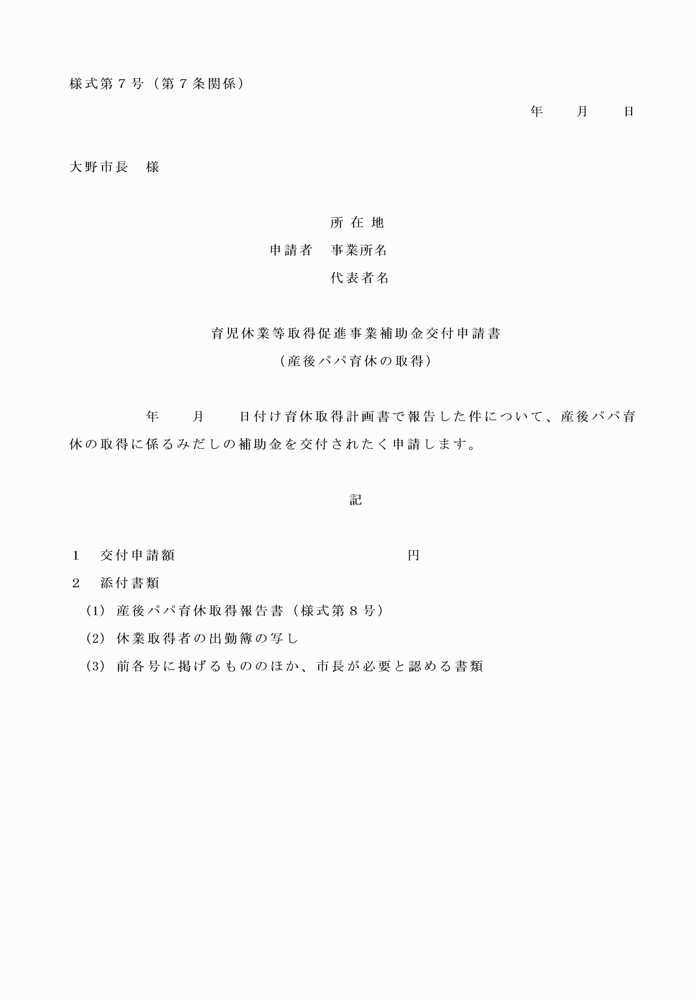 様式第７号（第７条関係）
年　　月　　日
大野市長　様
所在地
申請者　事業所名
代表者名
育児休業等取得促進事業補助金交付申請書
（産後パパ育休の取得）
年　　月　　日付け育休取得計画書で報告した件について、産後パパ育
休の取得に係るみだしの補助金を交付されたく申請します。
記
１　交付申請額　　　　　　　　　　　　　　　円
２　添付書類
(1) 産後パパ育休取得報告書（様式第８号）
(2) 休業取得者の出勤簿の写し
(3) 前各号に掲げるもののほか、市長が必要と認める書類